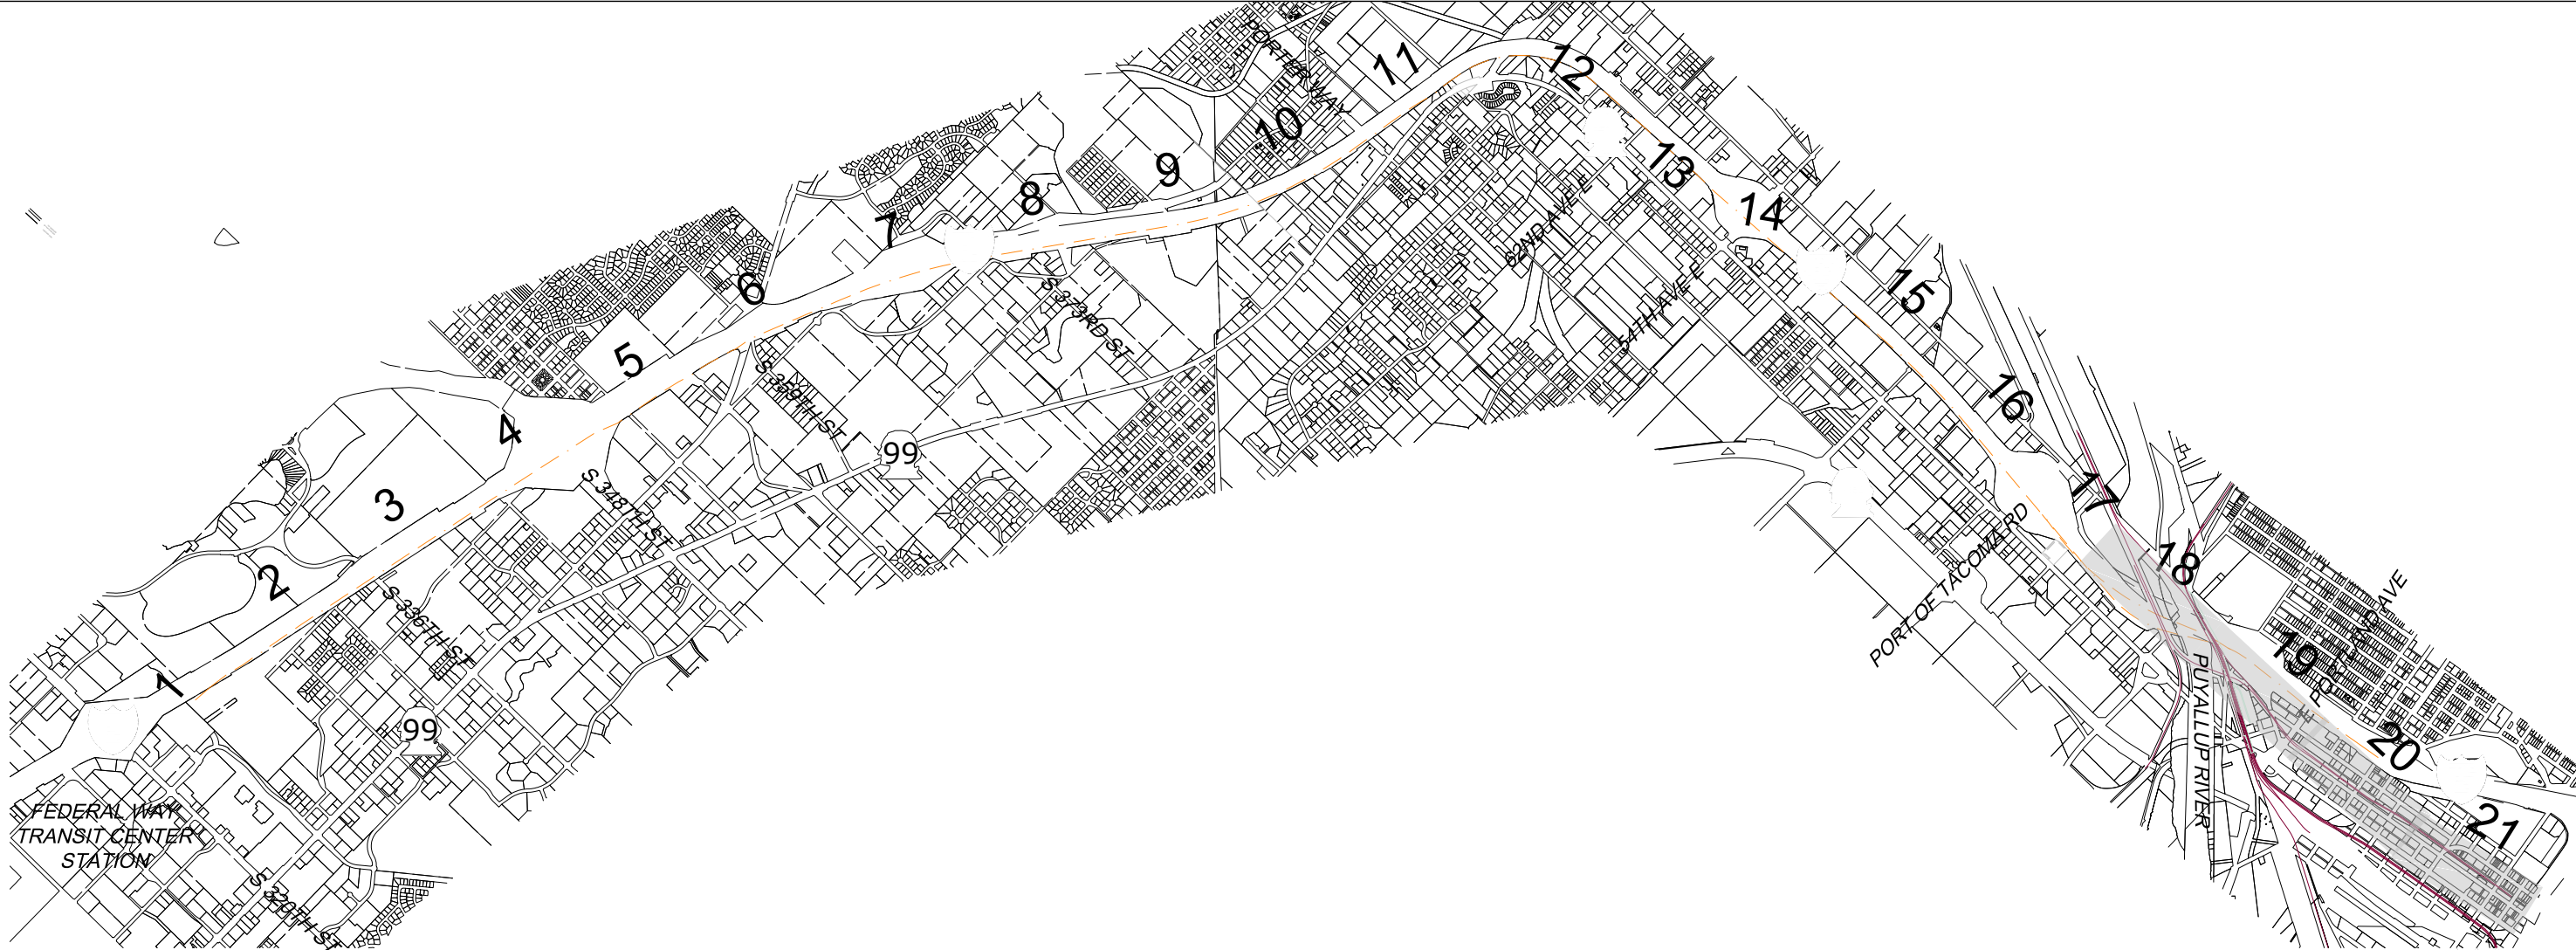 PORTER WAY
11
12
10
9
13
8
14
62ND AVE E
7
15
6
S 373RD ST
54TH AVE E
5
S 359TH ST
16
4
99
17
3
S 348TH ST
18
PORT OF TACOMA RD
2
S 336TH ST
19
PORTLAND AVE
PUYALLUP RIVER
1
99
20
FEDERAL WAY
TRANSIT CENTER
STATION
21
S 320TH ST